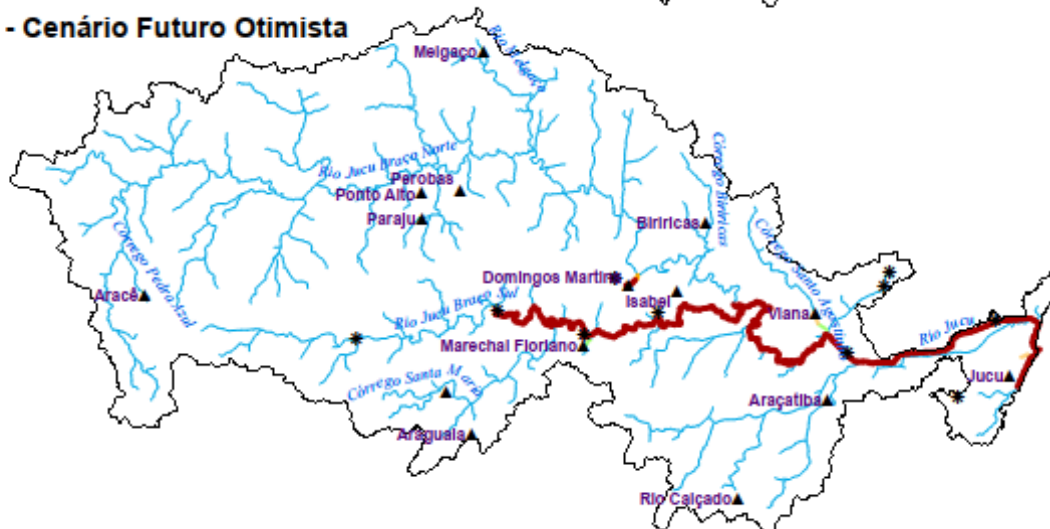 - Cenário Futuro Otimista
Melgaço
Rio Melgaço
Rio Jucu Braço Norte
Perobas
Ponto Alto
Paraju
Córrego Biriricas
Biriricas
Córrego Pedra Azul
Aracê
Domingos Martins
Isabel
Córrego Santo Agostinho
Viana
Rio Jucu Braço Sul
Marechal Floriano
Rio Jucu
Jucu
Córrego Santa Maria
Araguaia
Araçatiba
Rio Calçado